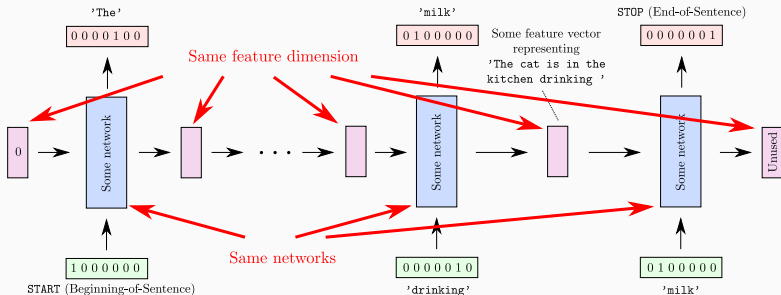 'The'
0 0 0 0 1 0 0
'milk'
0 1 0 0 0 0 0
STOP (End-of-Sentence)
0 0 0 0 0 0 1
Same feature dimension
Some feature vector
representing
'The cat is in the
kitchen drinking '
0
Some network
· · ·
Some network
Some network
Unused
Same networks
1 0 0 0 0 0 0
START (Beginning-of-Sentence)
0 0 0 0 0 1 0
'drinking'
0 1 0 0 0 0 0
'milk'